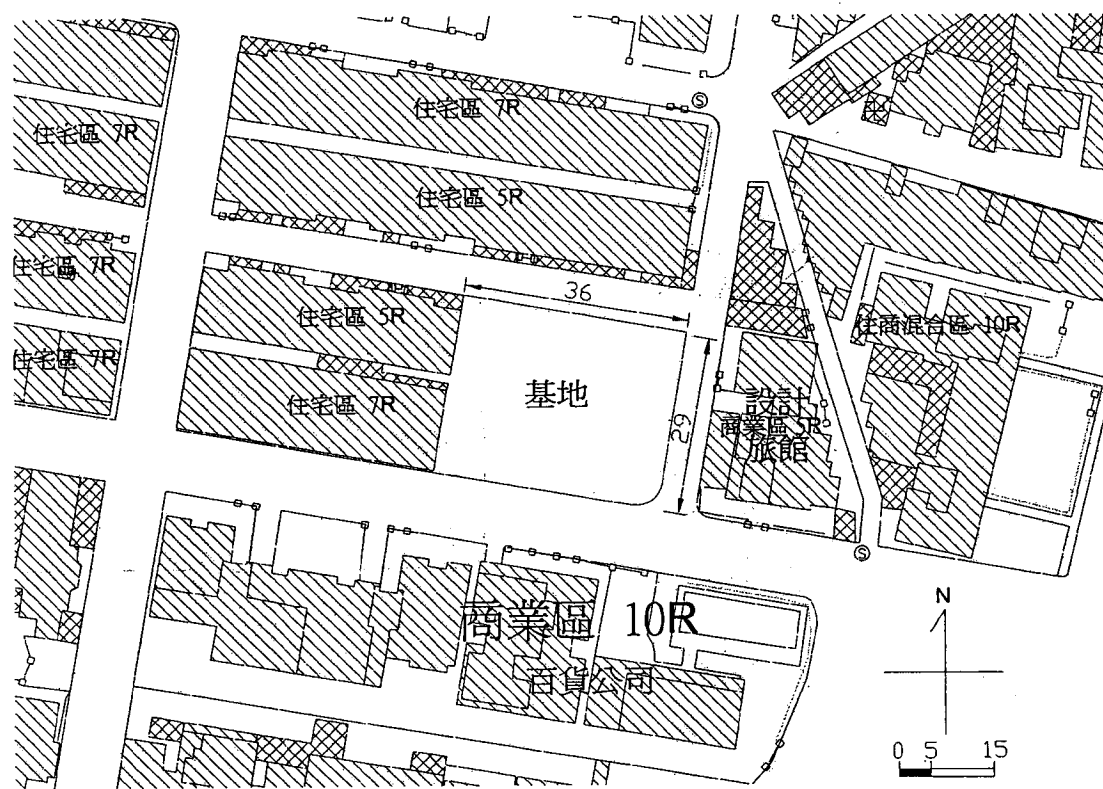 住宅區 7R
住宅區 7R
住宅區 5R
住宅區 7R
住宅區 7R
住宅區 5R
住宅區 7R
36
29
基地
設計
商業區 5R
旅館
住商混合區 10R
商業區 10R
百貨公司
S
S
N
0 5 15